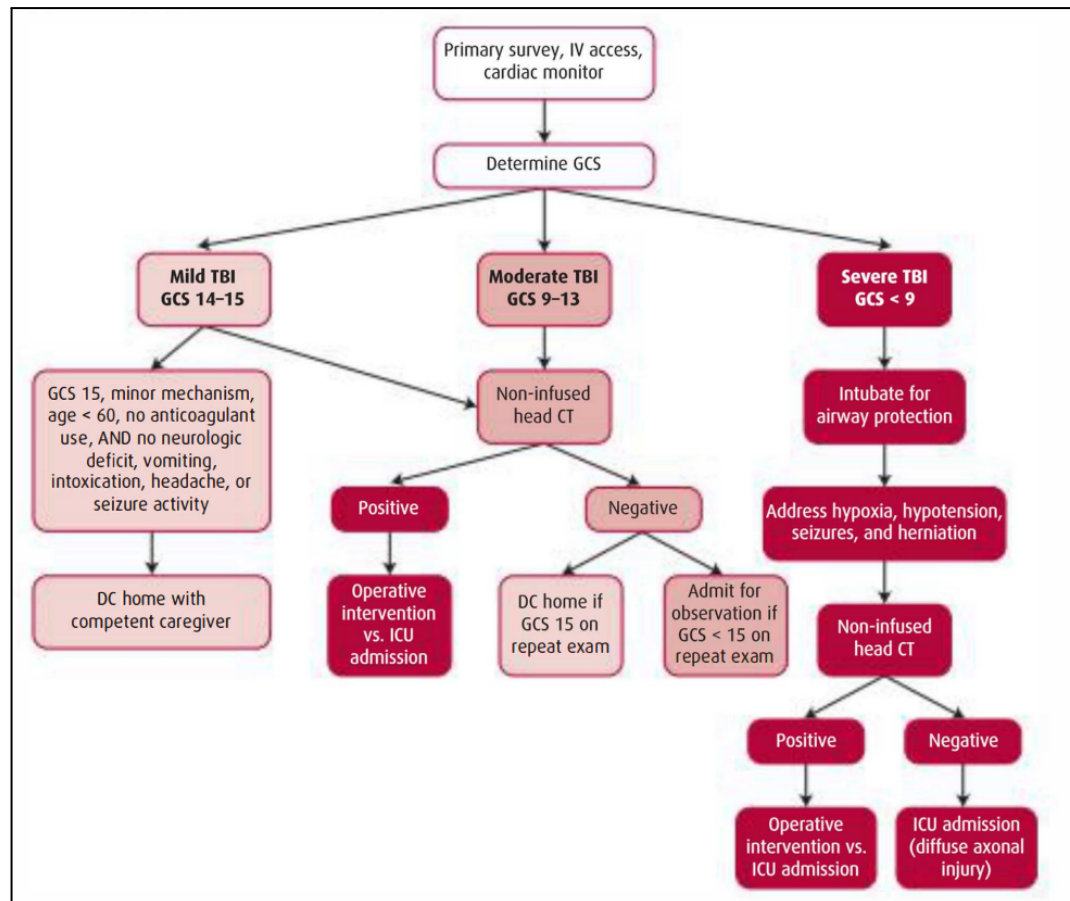 Primary survey, IV access,
cardiac monitor
Determine GCS
Mild TBI
GCS 14–15
Moderate TBI
GCS 9–13
Severe TBI
GCS < 9
GCS 15, minor mechanism,
age < 60, no anticoagulant
use, AND no neurologic
deficit, vomiting,
intoxication, headache, or
seizure activity
Non-infused
head CT
Intubate for
airway protection
Positive
Negative
Address hypoxia, hypotension,
seizures, and herniation
DC home with
competent caregiver
Operative
intervention
vs. ICU
admission
DC home if
GCS 15 on
repeat exam
Admit for
observation if
GCS < 15 on
repeat exam
Non-infused
head CT
Positive
Negative
Operative
intervention vs.
ICU admission
ICU admission
(diffuse axonal
injury)